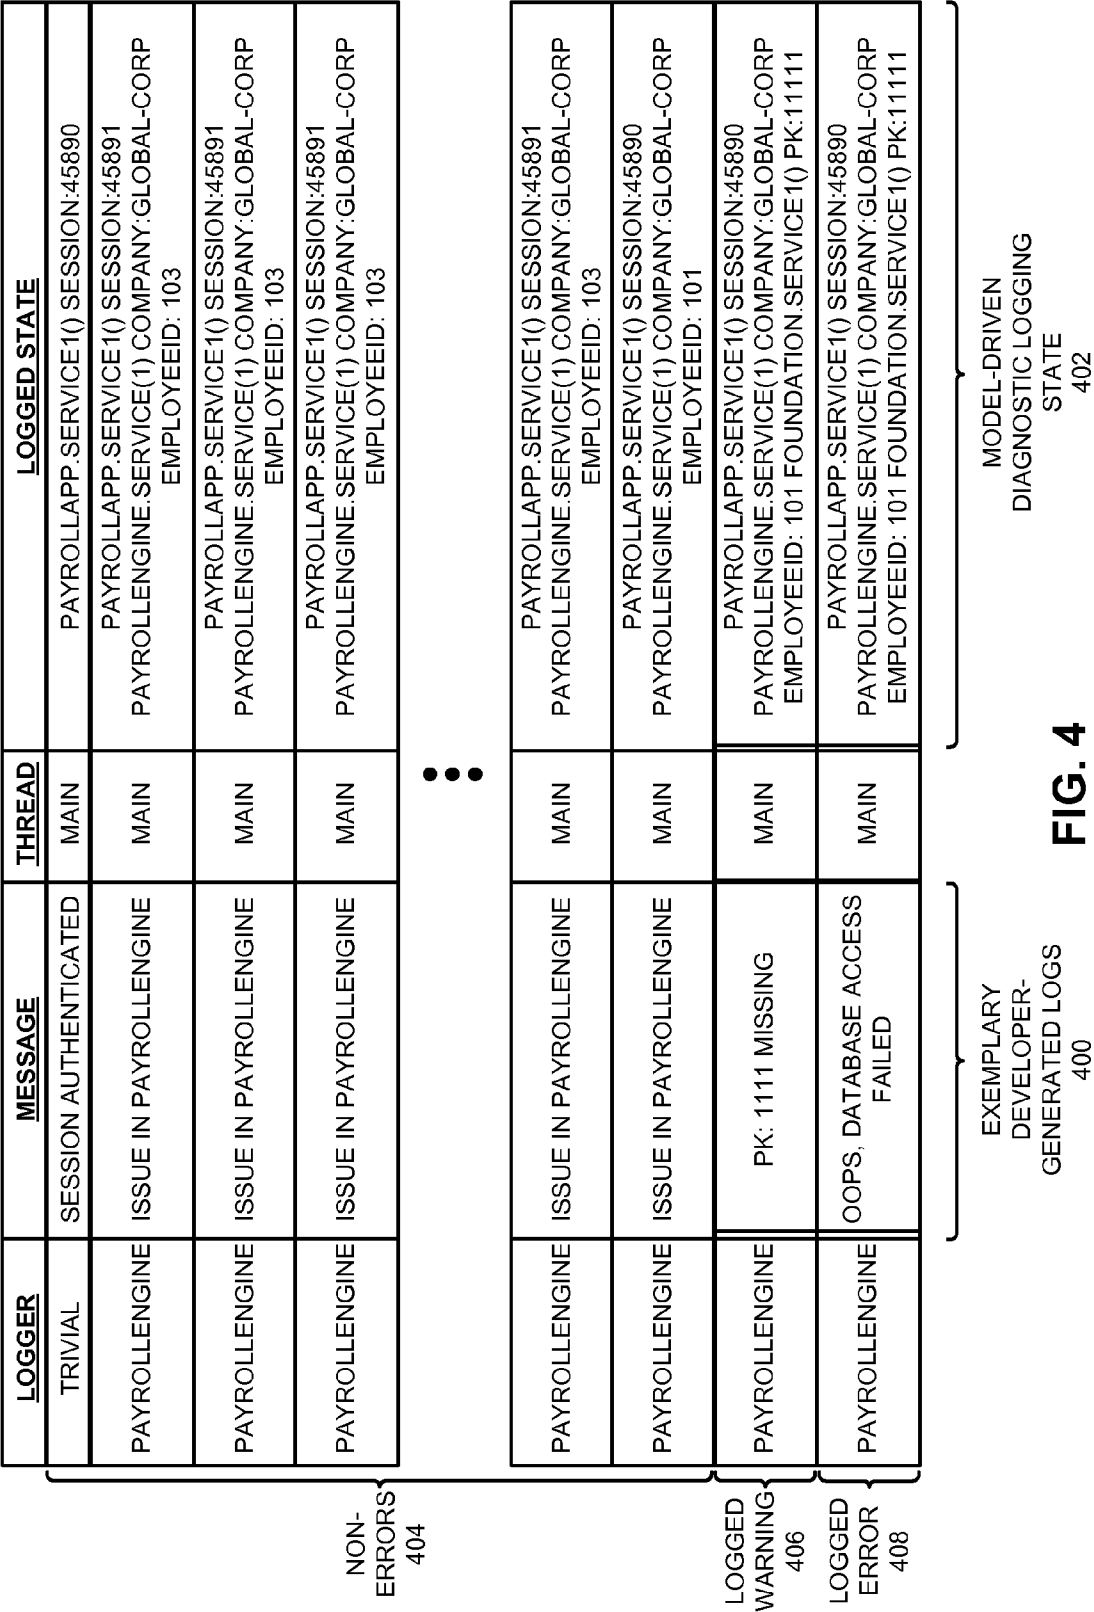 LOGGER MESSAGE THREAD LOGGED STATE
TRIVIAL SESSION AUTHENTICATED MAIN PAYROLLAPP.SERVICE1() SESSION:45890
PAYROLLENGINE ISSUE IN PAYROLLENGINE MAIN PAYROLLAPP.SERVICE1() SESSION:45891
PAYROLLENGINE.SERVICE(1) COMPANY:GLOBAL-CORP
EMPLOYEEID: 103
PAYROLLENGINE ISSUE IN PAYROLLENGINE MAIN PAYROLLAPP.SERVICE1() SESSION:45891
PAYROLLENGINE.SERVICE(1) COMPANY:GLOBAL-CORP
EMPLOYEEID: 103
PAYROLLENGINE ISSUE IN PAYROLLENGINE MAIN PAYROLLAPP.SERVICE1() SESSION:45891
PAYROLLENGINE.SERVICE(1) COMPANY:GLOBAL-CORP
EMPLOYEEID: 103
PAYROLLENGINE ISSUE IN PAYROLLENGINE MAIN PAYROLLAPP.SERVICE1() SESSION:45891
PAYROLLENGINE.SERVICE(1) COMPANY:GLOBAL-CORP
EMPLOYEEID: 103
PAYROLLENGINE ISSUE IN PAYROLLENGINE MAIN PAYROLLAPP.SERVICE1() SESSION:45890
PAYROLLENGINE.SERVICE(1) COMPANY:GLOBAL-CORP
EMPLOYEEID: 101
PAYROLLENGINE PK: 1111 MISSING MAIN PAYROLLAPP.SERVICE1() SESSION:45890
PAYROLLENGINE.SERVICE(1) COMPANY:GLOBAL-CORP
EMPLOYEEID: 101 FOUNDATION.SERVICE1() PK:11111
PAYROLLENGINE OOPS, DATABASE ACCESS FAILED MAIN PAYROLLAPP.SERVICE1() SESSION:45890
PAYROLLENGINE.SERVICE(1) COMPANY:GLOBAL-CORP
EMPLOYEEID: 101 FOUNDATION.SERVICE1() PK:11111
NON-
ERRORS
404
LOGGED
WARNING
406
LOGGED
ERROR
408
EXEMPLARY
DEVELOPER-
GENERATED LOGS
400
MODEL-DRIVEN
DIAGNOSTIC LOGGING
STATE
402
FIG. 4